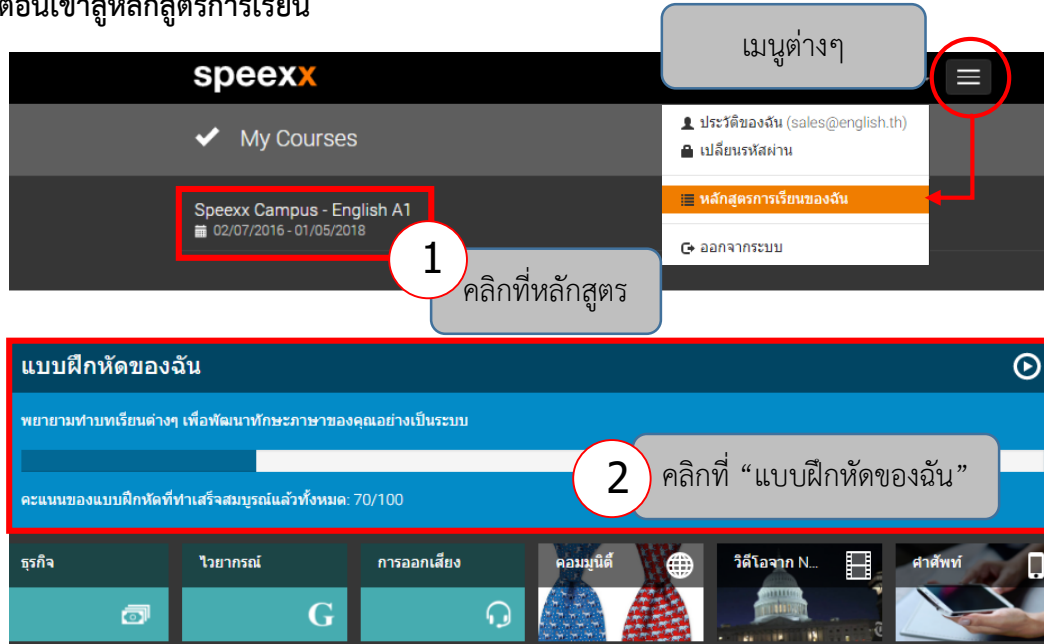 ตอนเข้าสู่หลักสูตรการเรียน
เมนูต่างๆ
speexx
My Courses
ประวัติของฉัน (sales@english.th)
เปลี่ยนรหัสผ่าน
หลักสูตรการเรียนของฉัน
ออกจากระบบ
Speexx Campus - English A1
02/07/2016 - 01/05/2018
1
คลิกที่หลักสูตร
แบบฝึกหัดของฉัน
พยายามทำบทเรียนต่างๆ เพื่อพัฒนาทักษะภาษาของคุณอย่างเป็นระบบ
2
คลิกที่ “แบบฝึกหัดของฉัน”
คะแนนของแบบฝึกหัดที่ทำเสร็จสมบูรณ์แล้วทั้งหมด: 70/100
ธุรกิจ
ไวยากรณ์
การออกเสียง
คอมมูนิตี้
วิดีโอจาก N...
คำศัพท์
G